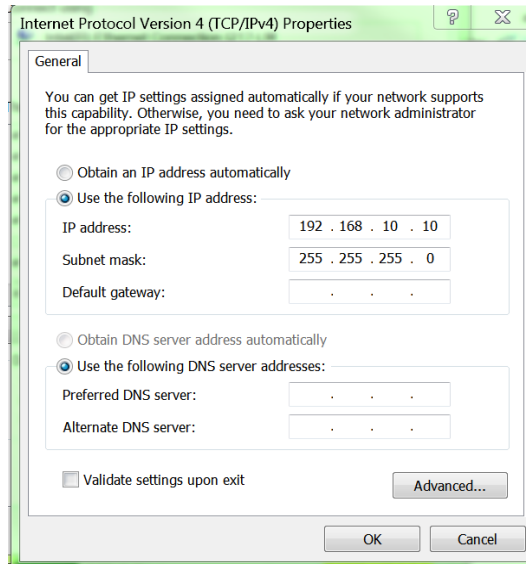 Internet Protocol Version 4 (TCP/IPv4) Properties
General
You can get IP settings assigned automatically if your network supports
this capability. Otherwise, you need to ask your network administrator
for the appropriate IP settings.
Obtain an IP address automatically
Use the following IP address:
IP address: 192 . 168 . 10 . 10
Subnet mask: 255 . 255 . 255 . 0
Default gateway: . . .
Obtain DNS server address automatically
Use the following DNS server addresses:
Preferred DNS server: . . .
Alternate DNS server: . . .
Validate settings upon exit
Advanced...
OK Cancel